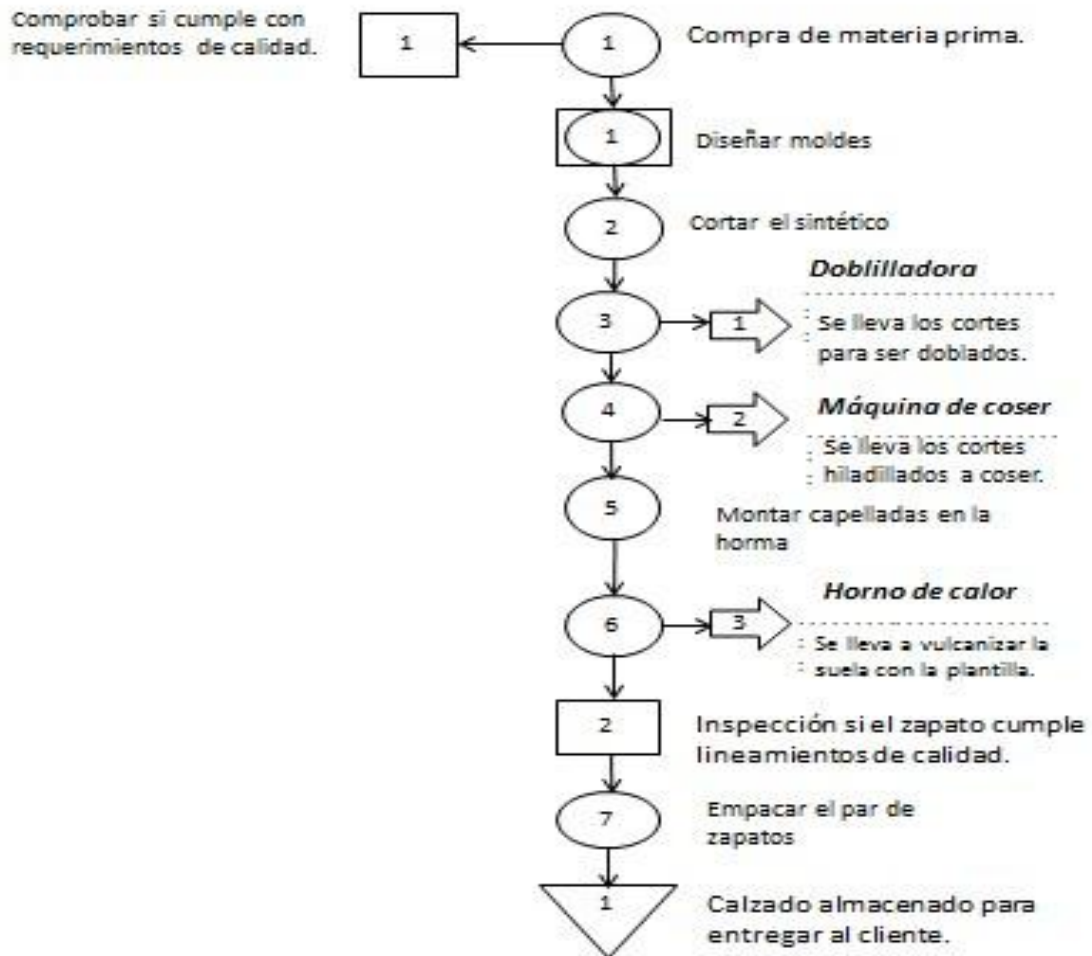 Comprobar si cumple con
requerimientos de calidad.
1
1
Compra de materia prima.
1
Diseñar moldes
2
Cortar el sintético
3
1
Doblilladora
Se lleva los cortes
para ser doblados.
4
2
Máquina de coser
Se lleva los cortes
hiladillados a coser.
5
Montar capelladas en la
horma
6
3
Horno de calor
Se lleva a vulcanizar la
suela con la plantilla.
2
Inspección si el zapato cumple
lineamientos de calidad.
7
Empacar el par de
zapatos
1
Calzado almacenado para
entregar al cliente.